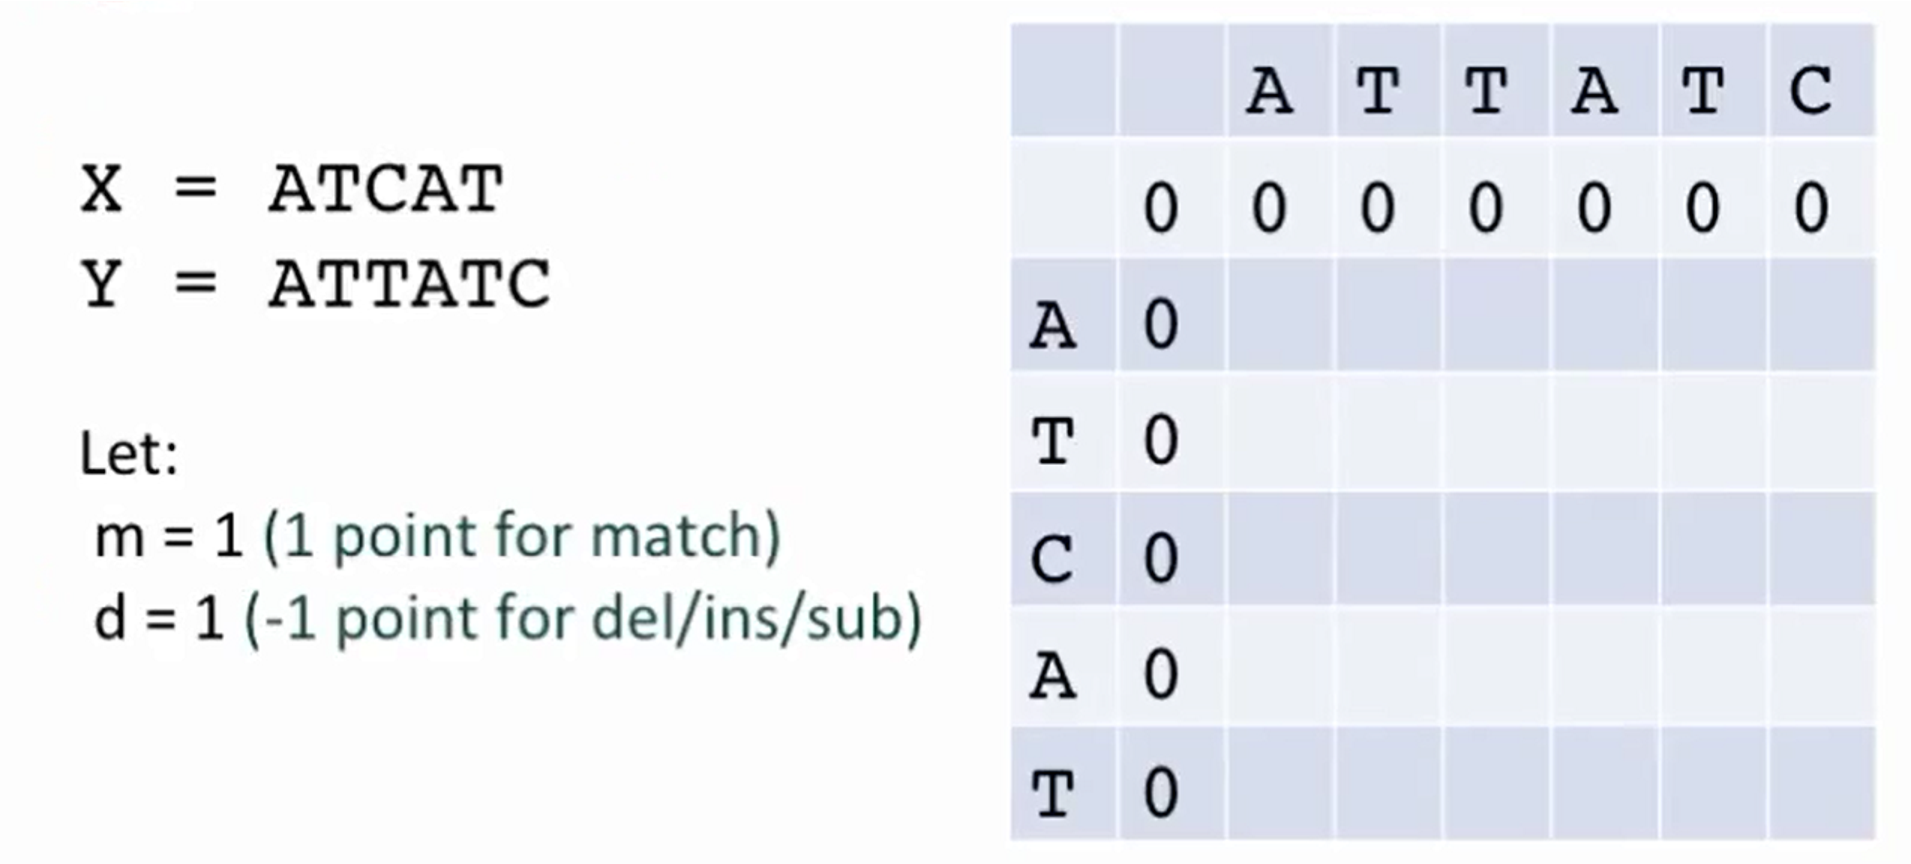 X = ATCAT
Y = ATTATC
Let:
m = 1 (1 point for match)
d = 1 (-1 point for del/ins/sub)
A T T A T C
0 0 0 0 0 0 0
A 0
T 0
C 0
A 0
T 0